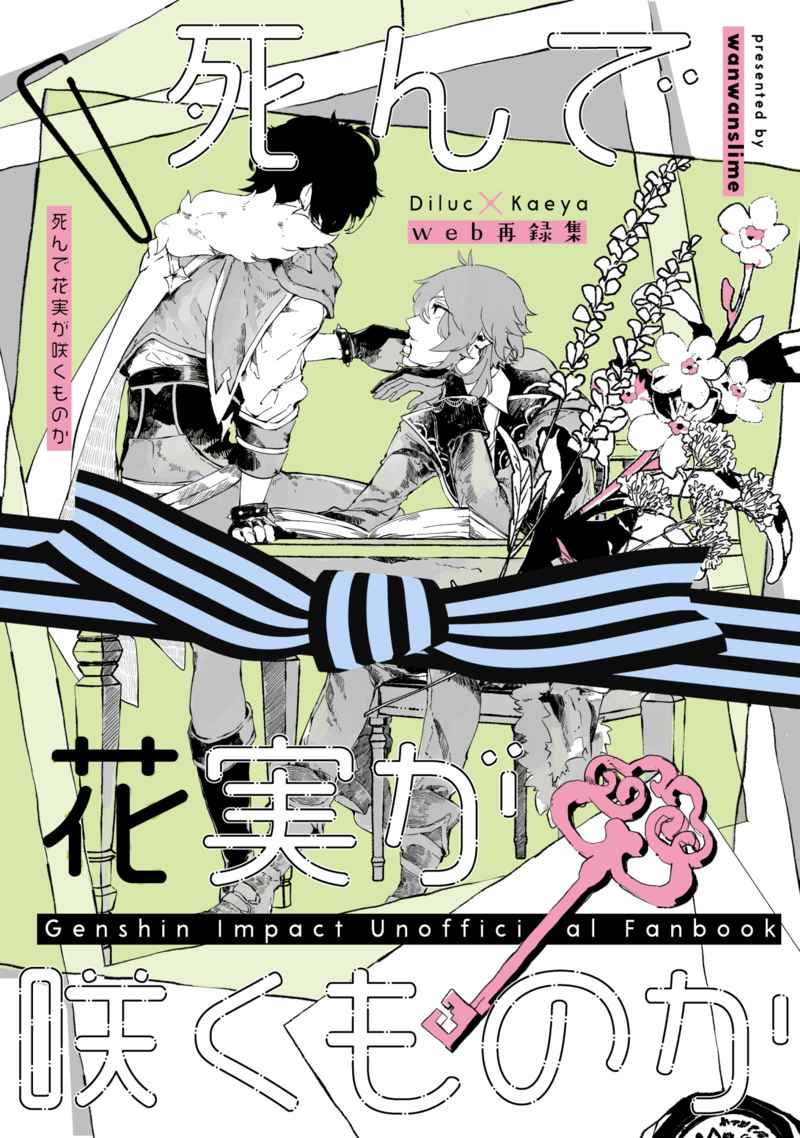 死んで
presented by
wanwanslime
Diluc×Kaeya
web再録集
死んで花実が咲くものか
花実が
Genshin Impact Unofficial Fanbook
咲くものか